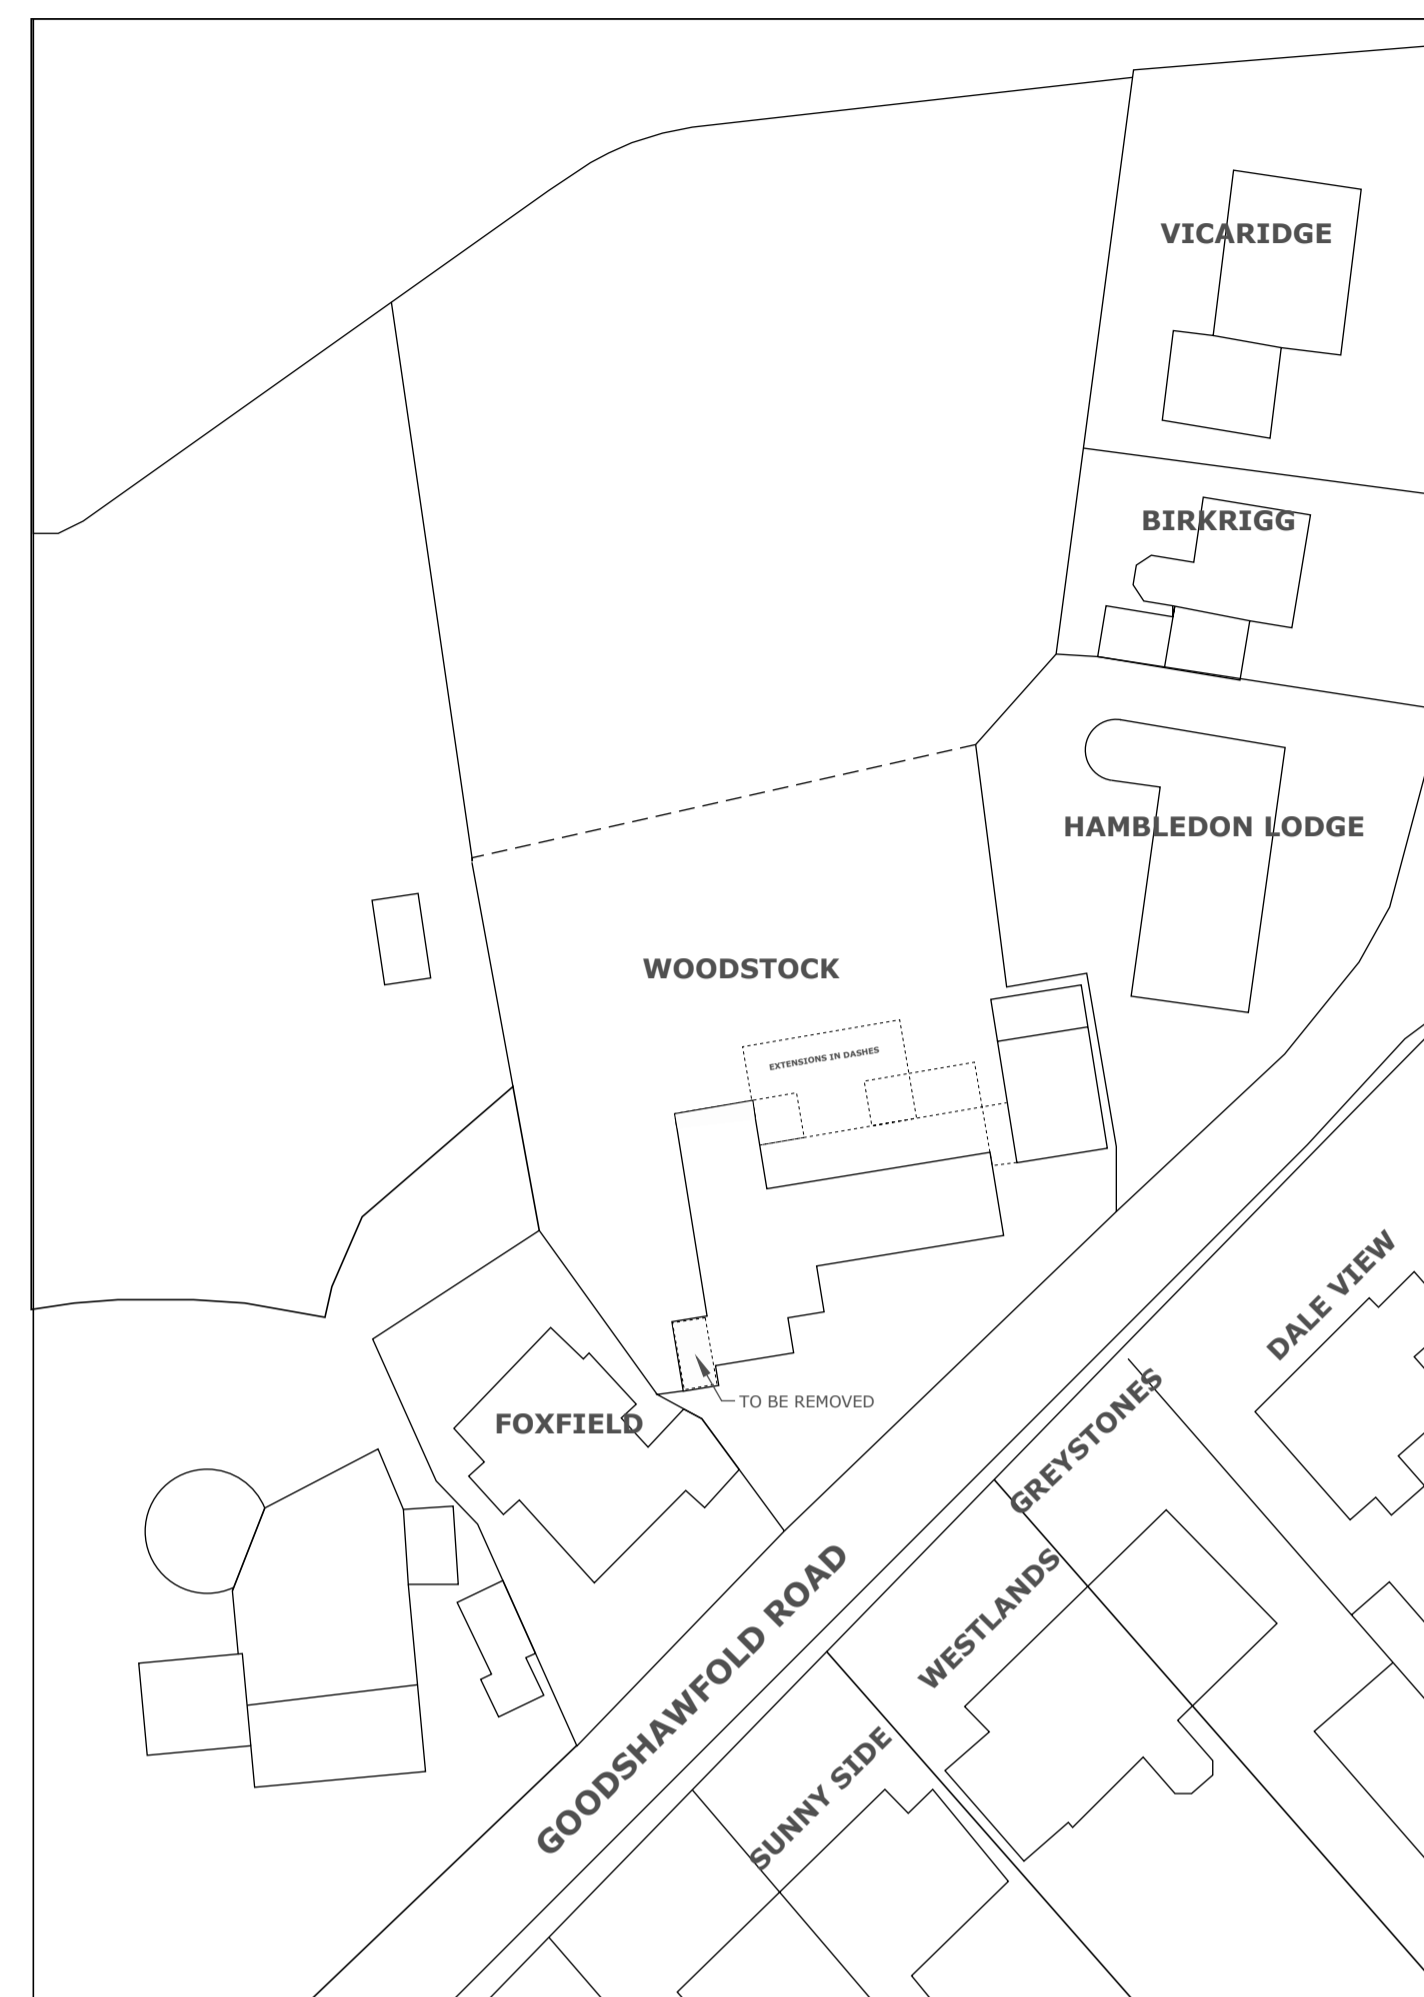 VICARIDGE
BIRKRIGG
HAMBLEDON LODGE
WOODSTOCK
EXTENSIONS IN DASHES
DALE VIEW
TO BE REMOVED
FOXFIELD
GREYSTONES
WESTLANDS
GOODSHAWFOLD ROAD
SUNNY SIDE